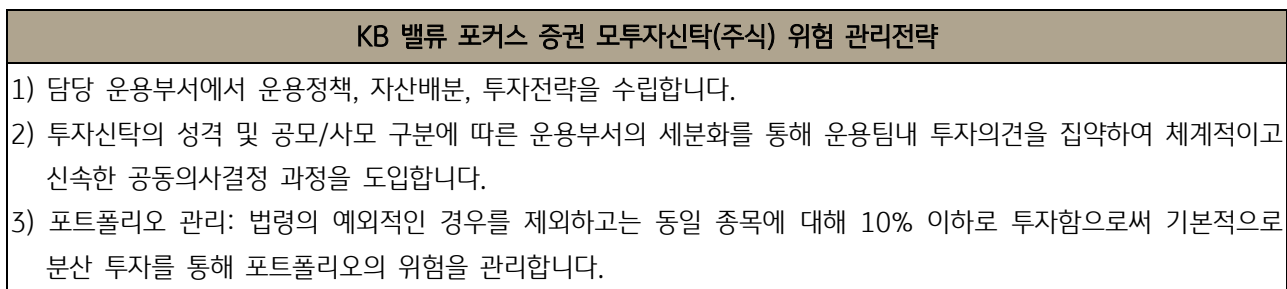 KB 밸류 포커스 증권 모투자신탁(주식) 위험 관리전략
1) 담당 운용부서에서 운용정책, 자산배분, 투자전략을 수립합니다.
2) 투자신탁의 성격 및 공모/사모 구분에 따른 운용부서의 세분화를 통해 운용팀내 투자의견을 집약하여 체계적이고
신속한 공동의사결정 과정을 도입합니다.
3) 포트폴리오 관리: 법령의 예외적인 경우를 제외하고는 동일 종목에 대해 10% 이하로 투자함으로써 기본적으로
분산 투자를 통해 포트폴리오의 위험을 관리합니다.